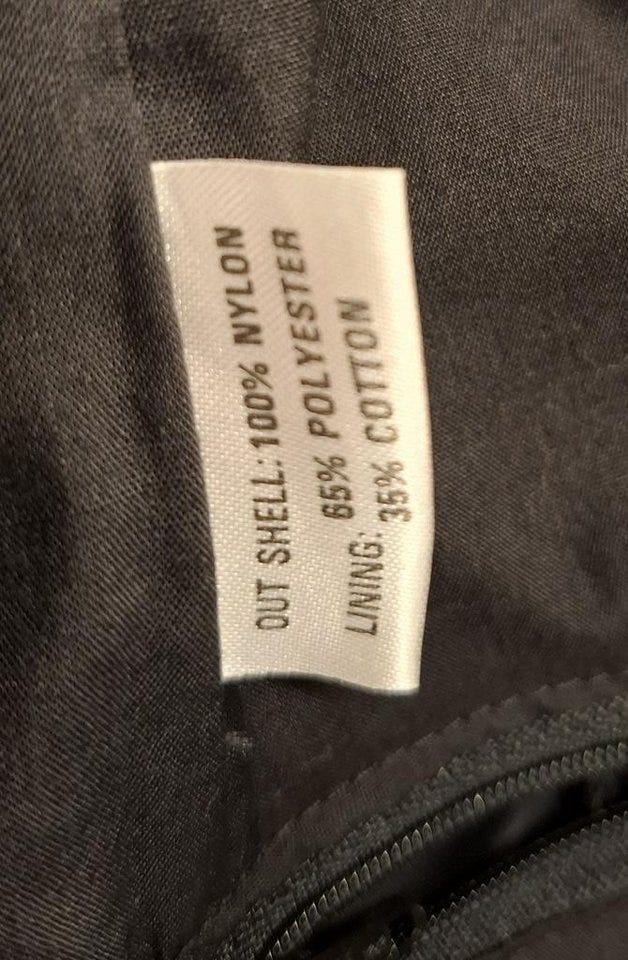 OUT SHELL: 100% NYLON
65% POLYESTER
LINING:
35% COTTON